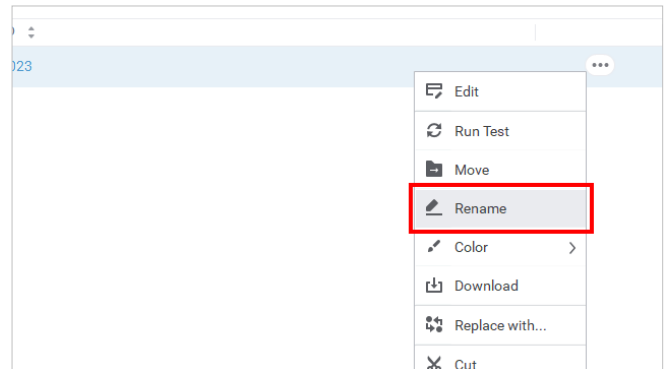 023
Edit
Run Test
Move
Rename
Color
Download
Replace with...
Cut